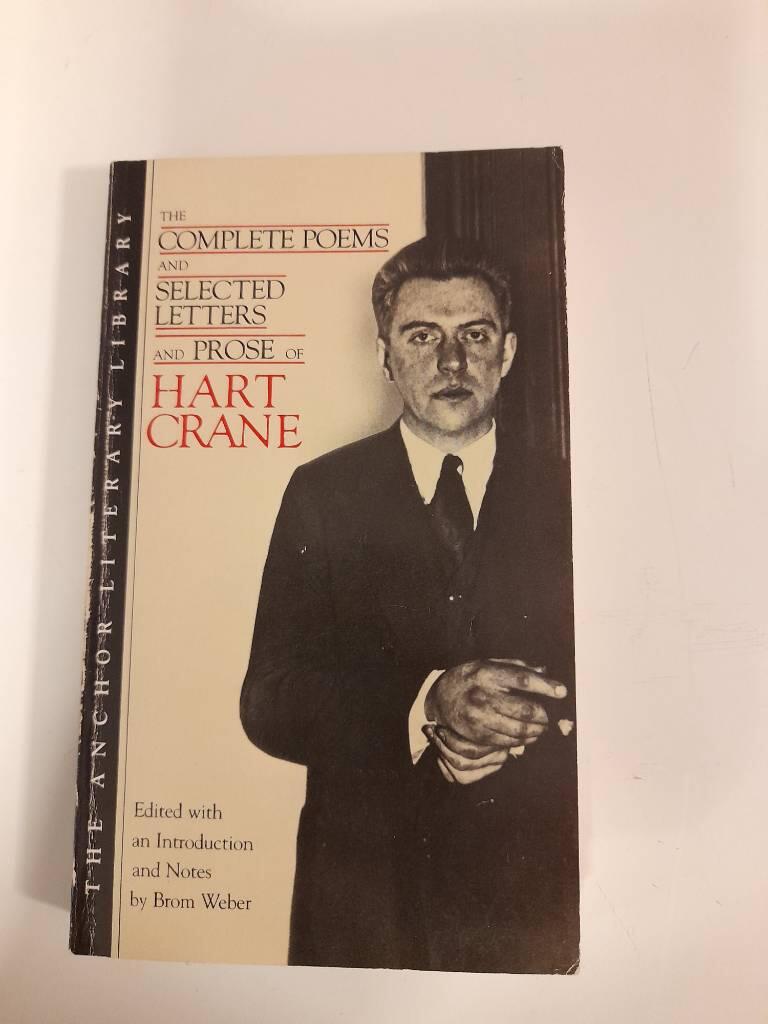 THE
COMPLETE POEMS
AND
SELECTED
LETTERS
AND PROSE OF
HART
CRANE
Edited with
an Introduction
and Notes
by Brom Weber
THE ANCHOR LITERARY LIBRARY